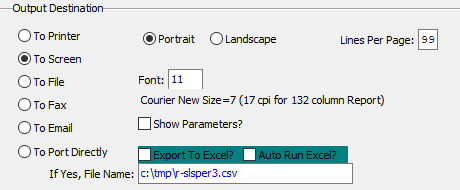 Output Destination
To Printer
Portrait
Landscape
Lines Per Page: 99
To Screen
To File
Font: 11
To Fax
Courier New Size=7 (17 cpi for 132 column Report)
To Email
Show Parameters?
To Port Directly
Export To Excel?
Auto Run Excel?
If Yes, File Name: c:\tmp\r-slsper3.csv